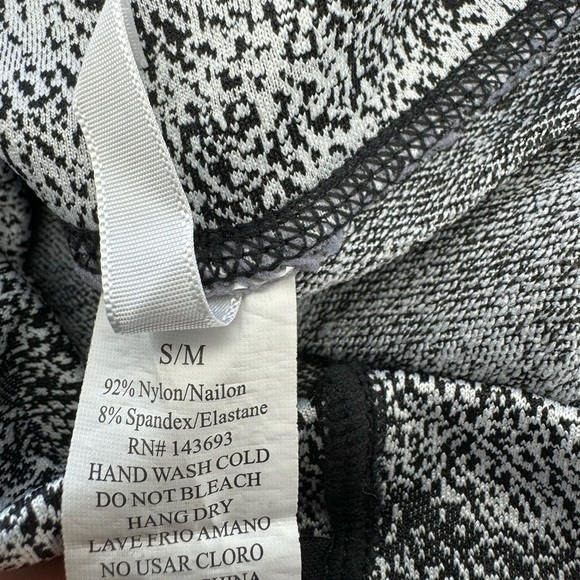 S/M
92% Nylon/Nailon
8% Spandex/Elastane
RN# 143693
HAND WASH COLD
DO NOT BLEACH
HANG DRY
LAVE FRIO AMANO
NO USAR CLORO
CHINA